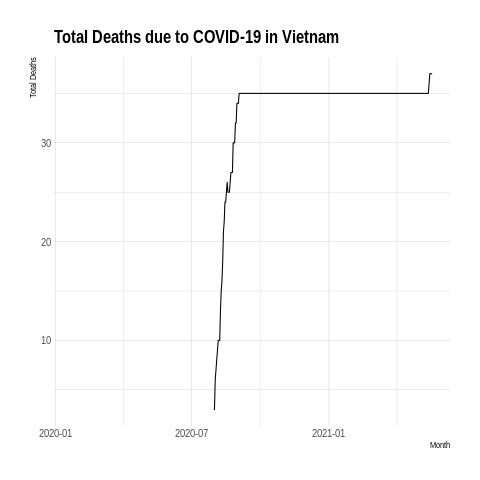 Total Deaths due to COVID-19 in Vietnam
Total Deaths
30
20
10
2020-01 2020-07 2021-01
Month